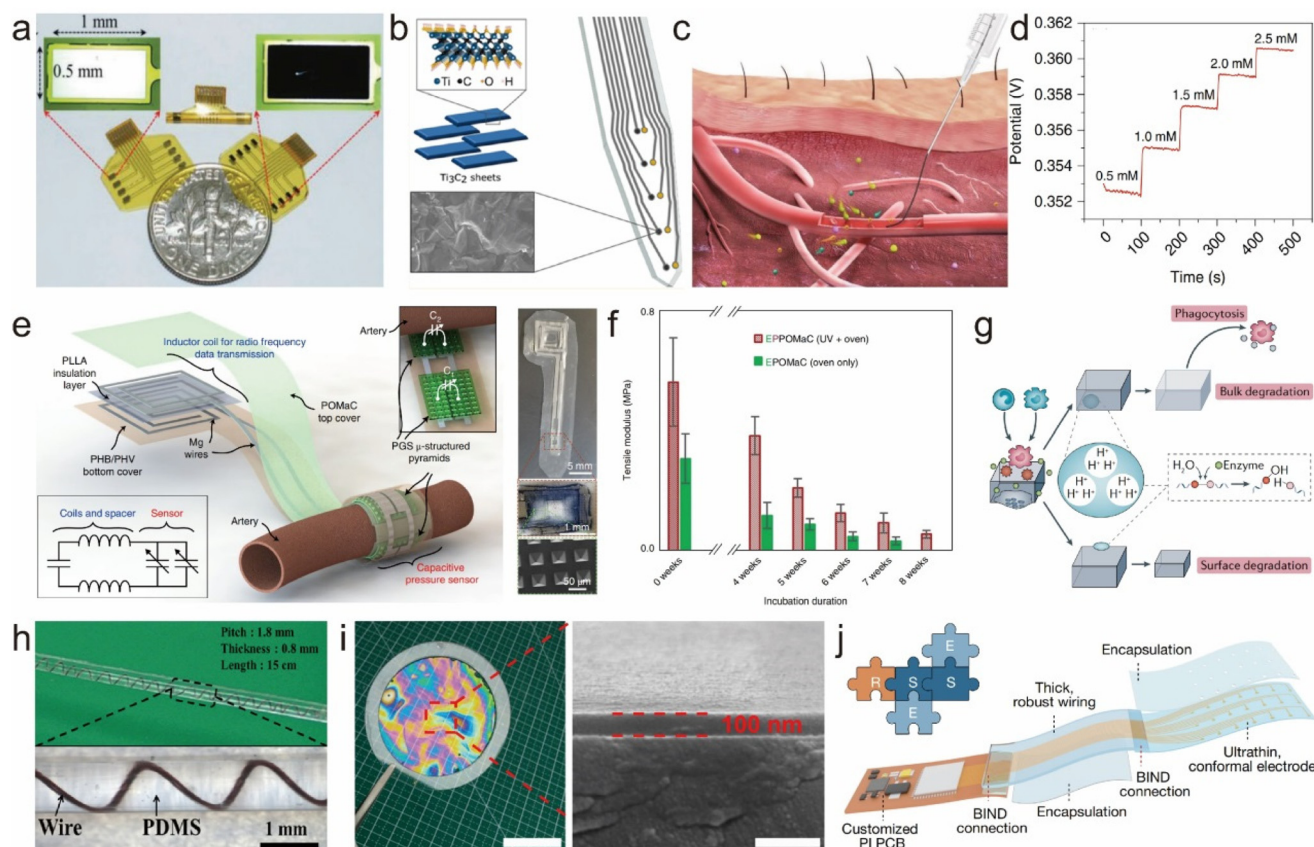 a
1 mm
0.5 mm
UNITED STATES OF AMERICA
ONE DIME
b
Ti C O H
Ti3C2 sheets
c
d
Potential (V)
0.362
0.360
0.358
0.355
0.352
0.5 mM
1.0 mM
1.5 mM
2.0 mM
2.5 mM
0 100 200 300 400 500
Time (s)
e
Inductor coil for radio frequency
data transmission
PLLA
insulation
layer
POMaC
top cover
PHB/PHV
bottom cover
Mg
wires
Coils and spacer
Sensor
Artery
Capacitive
pressure sensor
Artery
C2
C1
PGS μ-structured
pyramids
5 mm
1 mm
50 μm
f
Tensile modulus (MPa)
0.8
0.0
EPPOMaC (UV + oven)
EPOMaC (oven only)
0 weeks
4 weeks
5 weeks
6 weeks
7 weeks
8 weeks
Incubation duration
g
Phagocytosis
Bulk degradation
H+
H+ H+
H+
H+ H+
H+
H+ H+
H2O
Enzyme
OH
H
Surface degradation
h
Pitch : 1.8 mm
Thickness : 0.8 mm
Length : 15 cm
Wire
PDMS
1 mm
i
100 nm
j
E
R S S
E
Encapsulation
Thick,
robust wiring
Ultrathin,
conformal electrode
BIND
connection
Encapsulation
BIND
connection
Customized
PI PCB